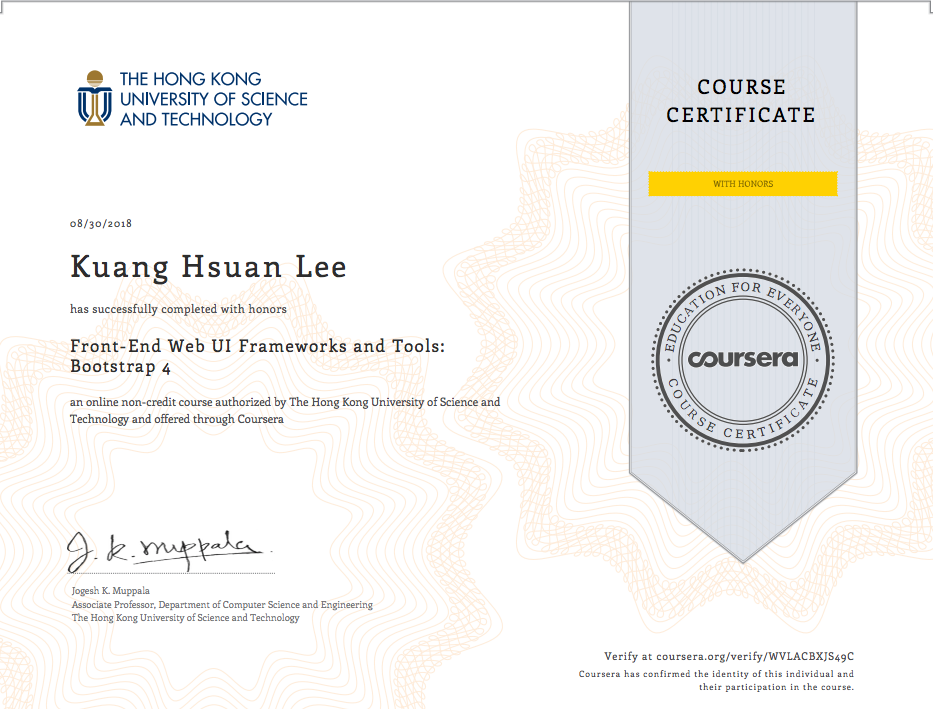 THE HONG KONG
UNIVERSITY OF SCIENCE
AND TECHNOLOGY
COURSE
CERTIFICATE
WITH HONORS
08/30/2018
Kuang Hsuan Lee
has successfully completed with honors
Front-End Web UI Frameworks and Tools:
Bootstrap 4
an online non-credit course authorized by The Hong Kong University of Science and
Technology and offered through Coursera
EDUCATION FOR EVERYONE
coursera
COURSE CERTIFICATE
J. K. Muppala
Jogesh K. Muppala
Associate Professor, Department of Computer Science and Engineering
The Hong Kong University of Science and Technology
Verify at coursera.org/verify/WVLACBXJS49C
Coursera has confirmed the identity of this individual and
their participation in the course.